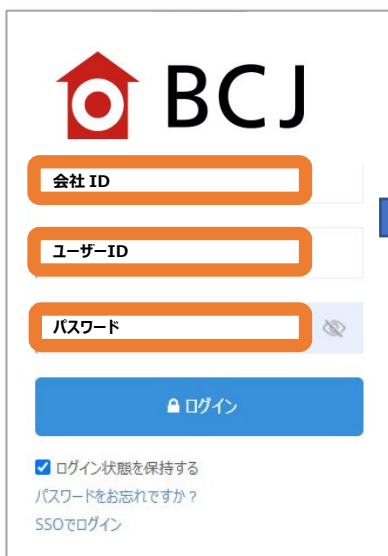 BCJ
会社 ID
ユーザーID
パスワード
ログイン
ログイン状態を保持する
パスワードをお忘れですか？
SSOでログイン